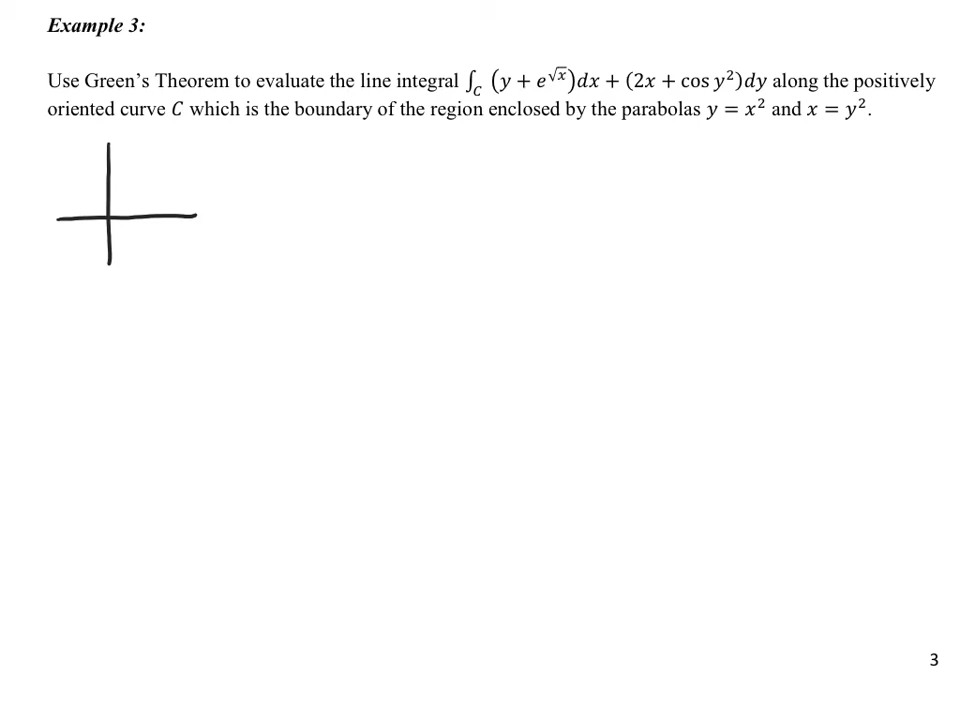 Example 3:
Use Green's Theorem to evaluate the line integral ∫_C (y + e^{√x})dx + (2x + cos y²)dy along the positively
oriented curve C which is the boundary of the region enclosed by the parabolas y = x² and x = y².
3